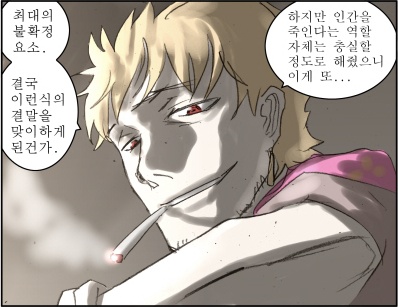 최대의
불확정
요소.
결국
이런식의
결말을
맞이하게
된건가.
하지만 인간을
죽인다는 역할
자체는 충실할
정도로 해줬으니
이게 또...